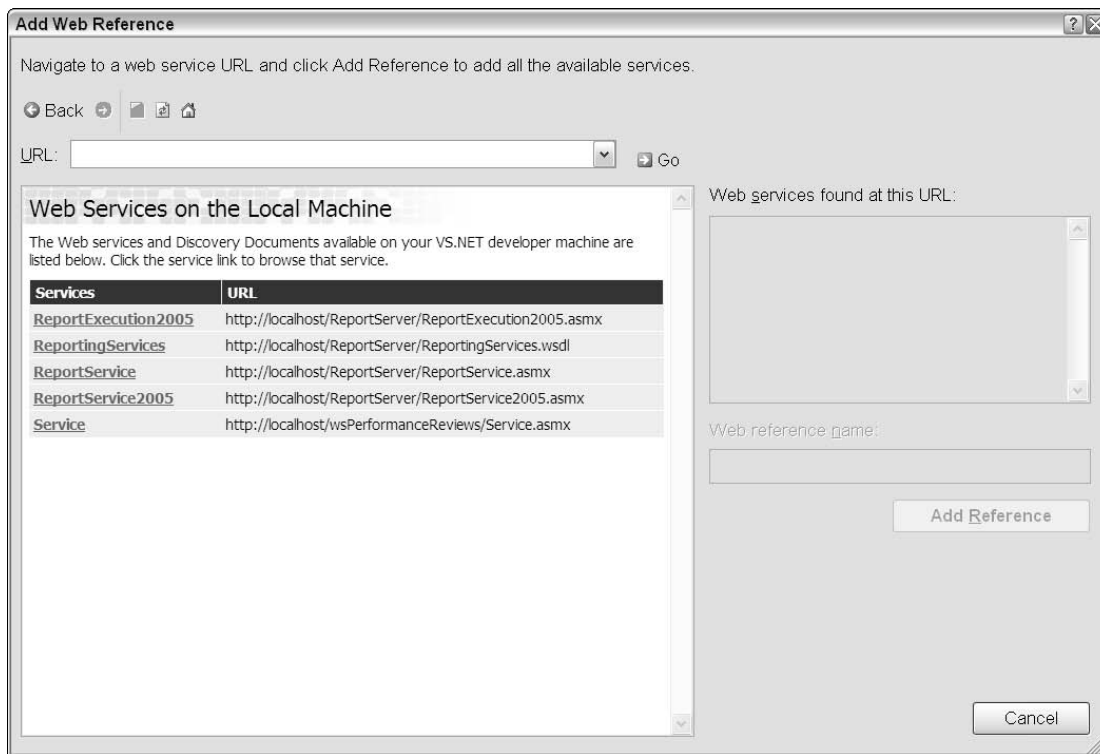 Add Web Reference
Navigate to a web service URL and click Add Reference to add all the available services.
Back
URL:
Go
Web Services on the Local Machine
The Web services and Discovery Documents available on your VS.NET developer machine are
listed below. Click the service link to browse that service.
Services URL
ReportExecution2005 http://localhost/ReportServer/ReportExecution2005.asmx
ReportingServices http://localhost/ReportServer/ReportingServices.wsdl
ReportService http://localhost/ReportServer/ReportService.asmx
ReportService2005 http://localhost/ReportServer/ReportService2005.asmx
Service http://localhost/wsPerformanceReviews/Service.asmx
Web services found at this URL:
Web reference name:
Add Reference
Cancel